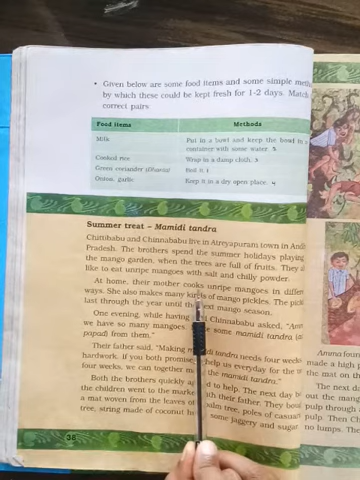 • Given below are some food items and some simple meth
by which these could be kept fresh for 1-2 days. Match
correct pairs
Food items Methods
Milk Put in a bowl and keep the bowl in a
container with some water. 2
Cooked rice Wrap in a damp cloth. 3
Green coriander (dhania) Boil it. 1
Onion, garlic Keep it in a dry open place. 4
Summer treat – Mamidi tandra
Chittibabu and Chinnababu live in Atreyapuram town in Andh
Pradesh. The brothers spend the summer holidays playing
the mango garden, when the trees are full of fruits. They al
like to eat unripe mangoes with salt and chilly powder.
At home, their mother cooks unripe mangoes in differen
ways. She also makes many kinds of mango pickles. The pickl
last through the year until next mango season.
One evening, while having Chinnababu asked, "Amm
we have so many mangoes. some mamidi tandra (a
papad) from them."
Their father said, "Making mamidi tandra needs four weeks
hardwork. If you both promise help us everyday for the n
four weeks, we can together m the mamidi tandra."
Both the brothers quickly ag to help. The next day b
the children went to the marke with their father. They bou
a mat woven from the leaves of palm tree, poles of casuari
tree, string made of coconut h some jaggery and sugar.
38
Amma foun
made a high p
the mat on th
The next da
out the mang
pulp through
pulp. Then Ch
no lumps. The